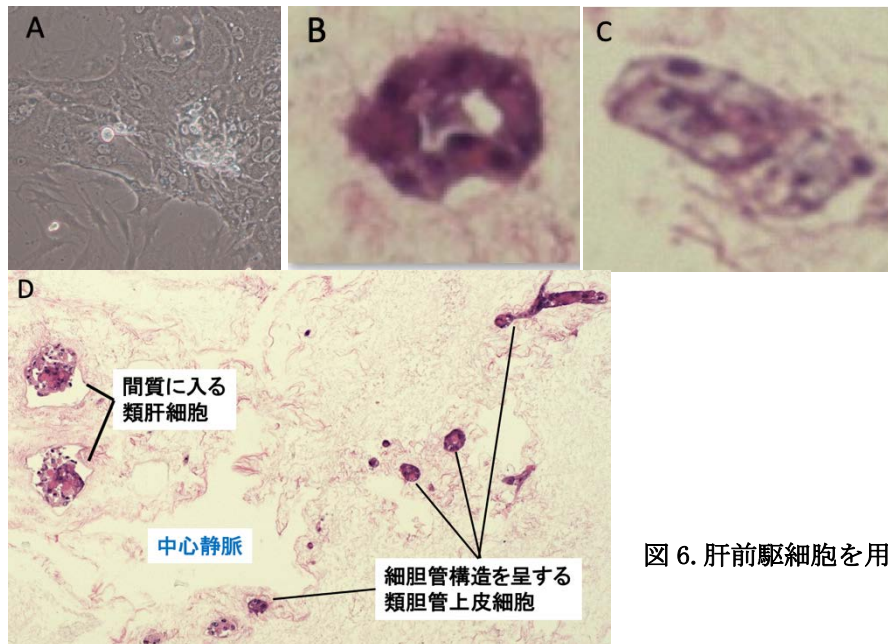 A
B
C
D
間質に入る
類肝細胞
中心静脈
細胆管構造を呈する
類胆管上皮細胞
図 6. 肝前駆細胞を用